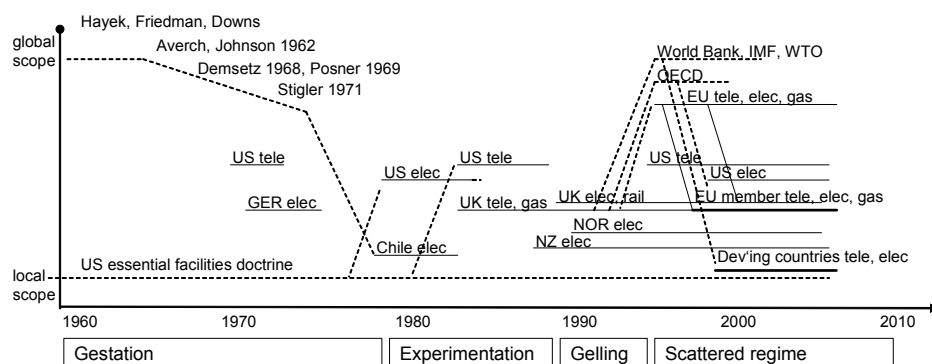 Hayek, Friedman, Downs
global
scope
Averch, Johnson 1962
World Bank, IMF, WTO
Demsetz 1968, Posner 1969
OECD
Stigler 1971
EU tele, elec, gas
US tele
US tele
US tele
US elec
US elec
GER elec
UK tele, gas
UK elec, rail
EU member tele, elec, gas
NOR elec
Chile elec
NZ elec
US essential facilities doctrine
Dev'ing countries tele, elec
local
scope
1960
1970
1980
1990
2000
2010
Gestation
Experimentation
Gelling
Scattered regime